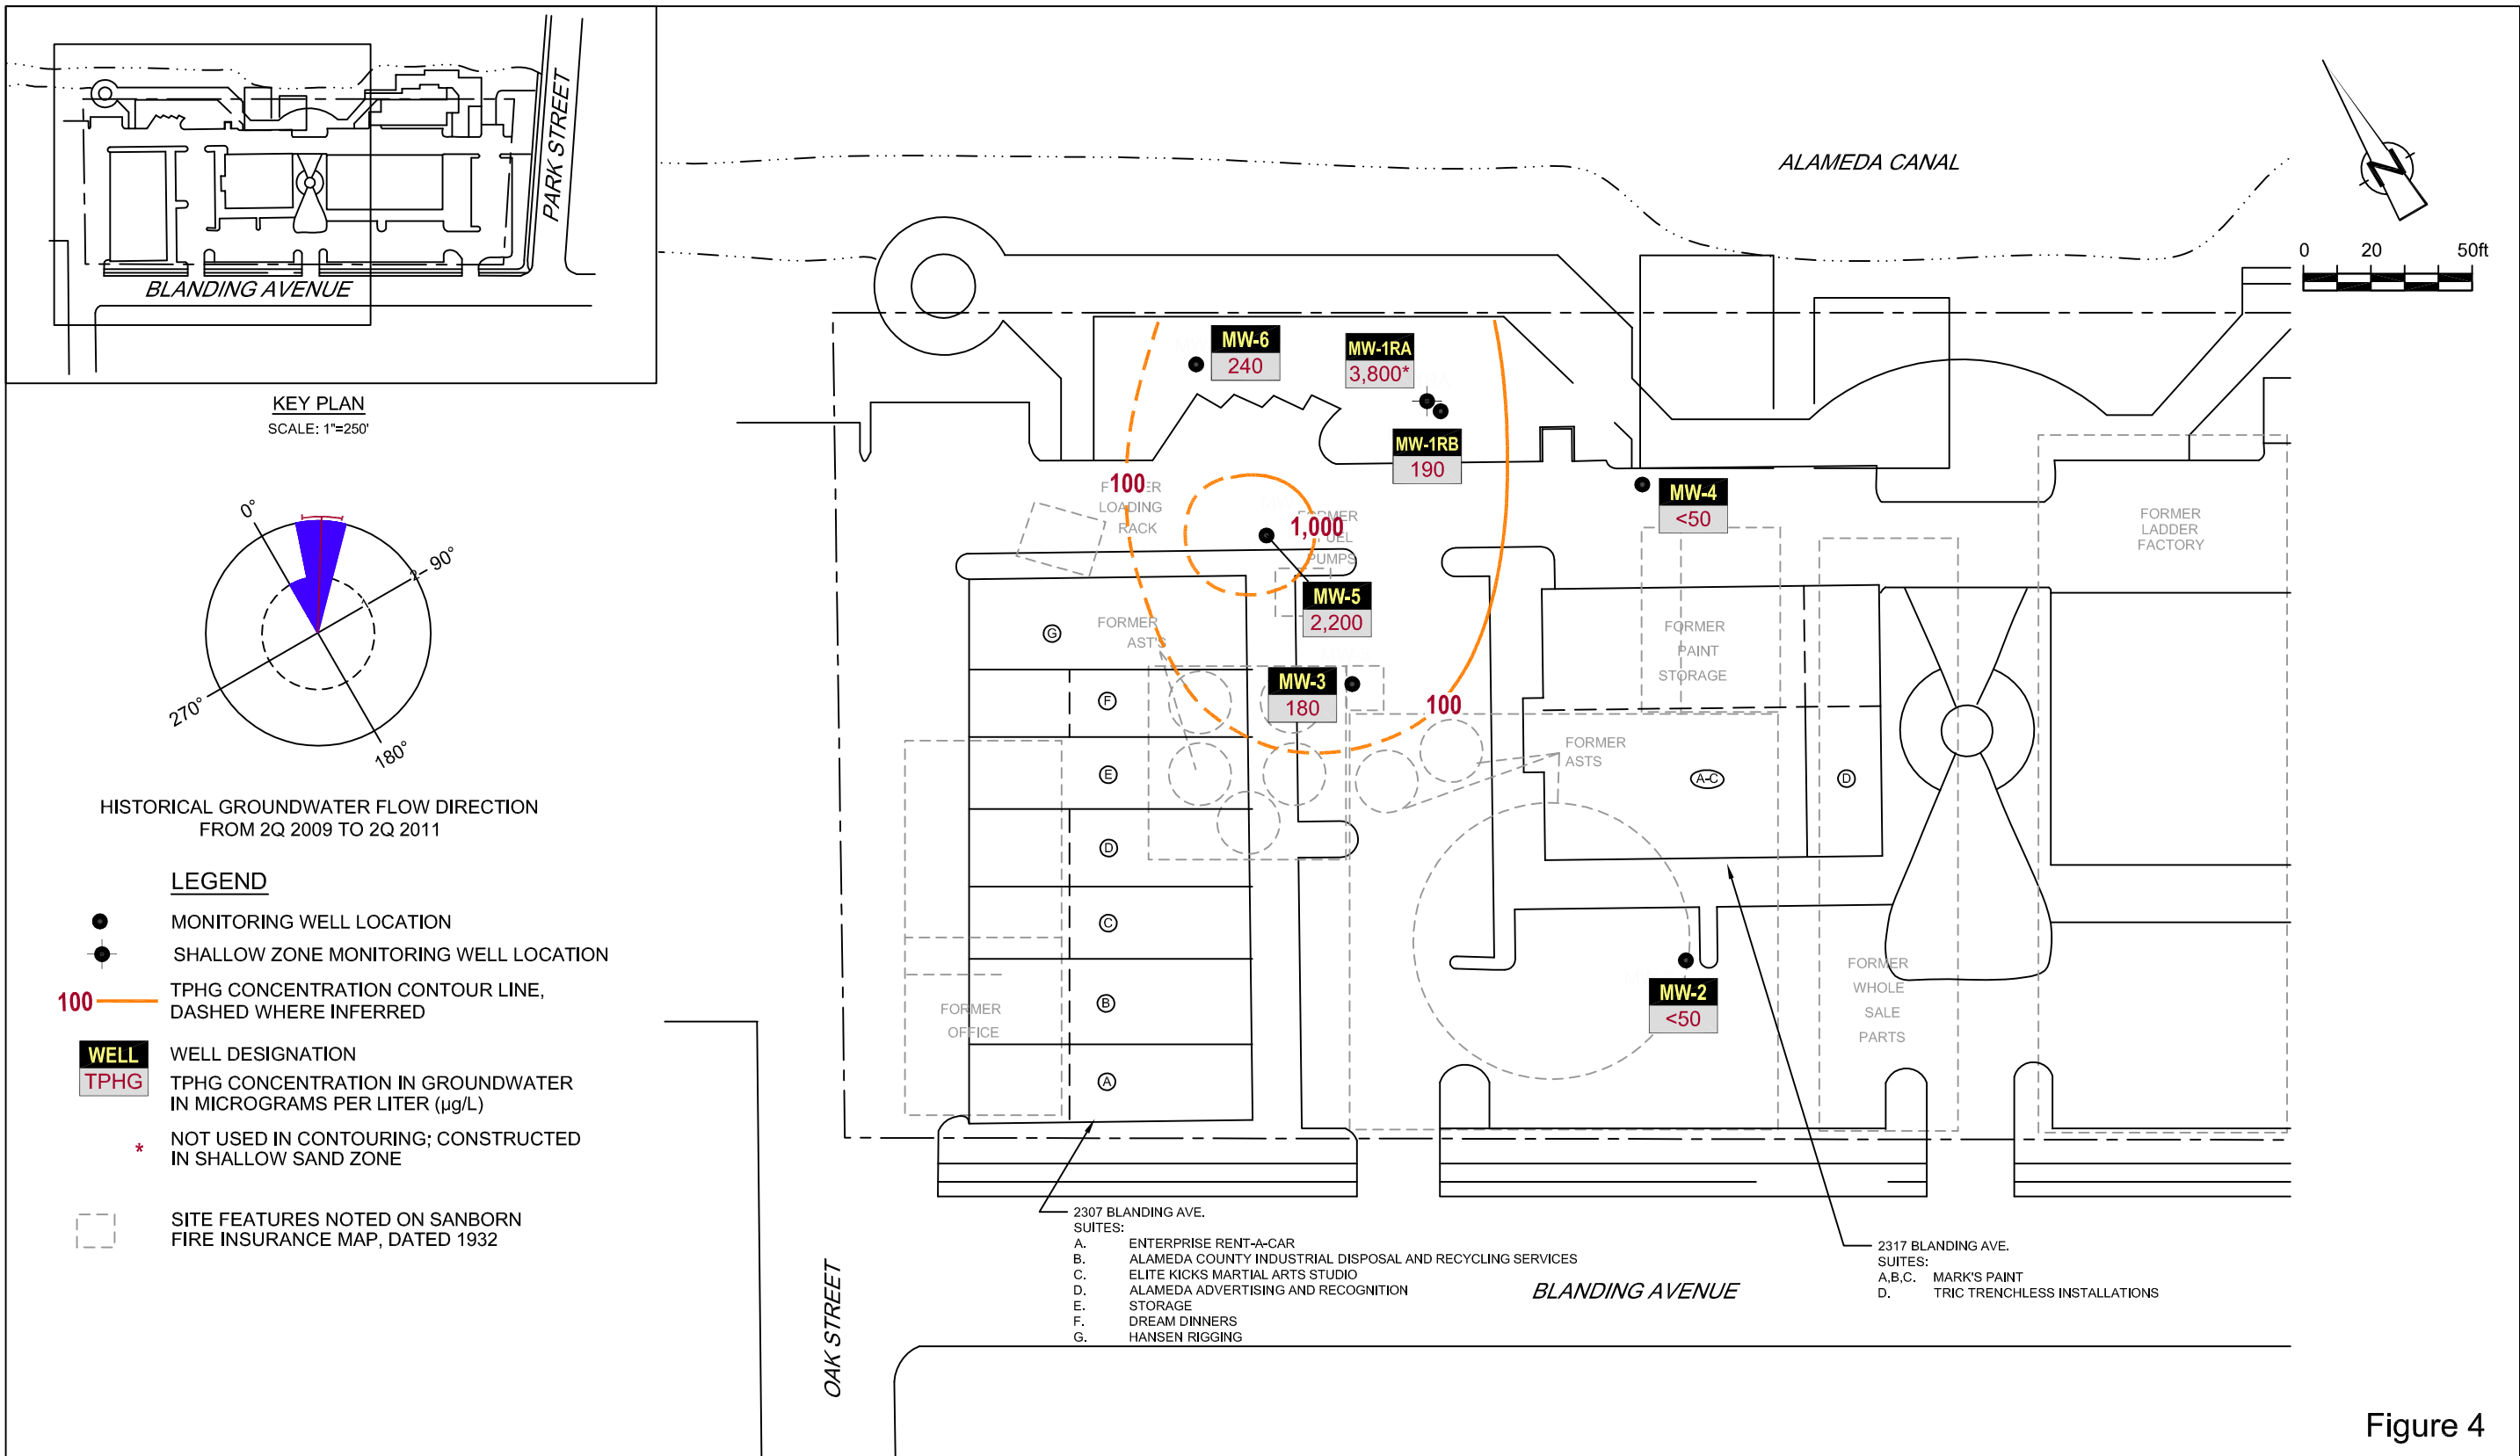 PARK STREET
BLANDING AVENUE
KEY PLAN
SCALE: 1"=250'
0°
2
90°
270°
180°
HISTORICAL GROUNDWATER FLOW DIRECTION
FROM 2Q 2009 TO 2Q 2011
LEGEND
MONITORING WELL LOCATION
SHALLOW ZONE MONITORING WELL LOCATION
100
TPHG CONCENTRATION CONTOUR LINE,
DASHED WHERE INFERRED
WELL
WELL DESIGNATION
TPHG
TPHG CONCENTRATION IN GROUNDWATER
IN MICROGRAMS PER LITER (µg/L)
*
NOT USED IN CONTOURING; CONSTRUCTED
IN SHALLOW SAND ZONE
SITE FEATURES NOTED ON SANBORN
FIRE INSURANCE MAP, DATED 1932
ALAMEDA CANAL
N
0 20 50ft
MW-6
240
MW-1RA
3,800*
MW-1RB
190
MW-4
<50
100
LOADING
RACK
1,000
PUMPS
MW-5
2,200
MW-3
180
100
FORMER
AST'S
FORMER
ASTS
FORMER
PAINT
STORAGE
FORMER
LADDER
FACTORY
G
F
E
D
C
B
A
A-C
D
FORMER
OFFICE
MW-2
<50
FORMER
WHOLE
SALE
PARTS
2307 BLANDING AVE.
SUITES:
A. ENTERPRISE RENT-A-CAR
B. ALAMEDA COUNTY INDUSTRIAL DISPOSAL AND RECYCLING SERVICES
C. ELITE KICKS MARTIAL ARTS STUDIO
D. ALAMEDA ADVERTISING AND RECOGNITION
E. STORAGE
F. DREAM DINNERS
G. HANSEN RIGGING
2317 BLANDING AVE.
SUITES:
A,B,C. MARK'S PAINT
D. TRIC TRENCHLESS INSTALLATIONS
BLANDING AVENUE
OAK STREET
Figure 4